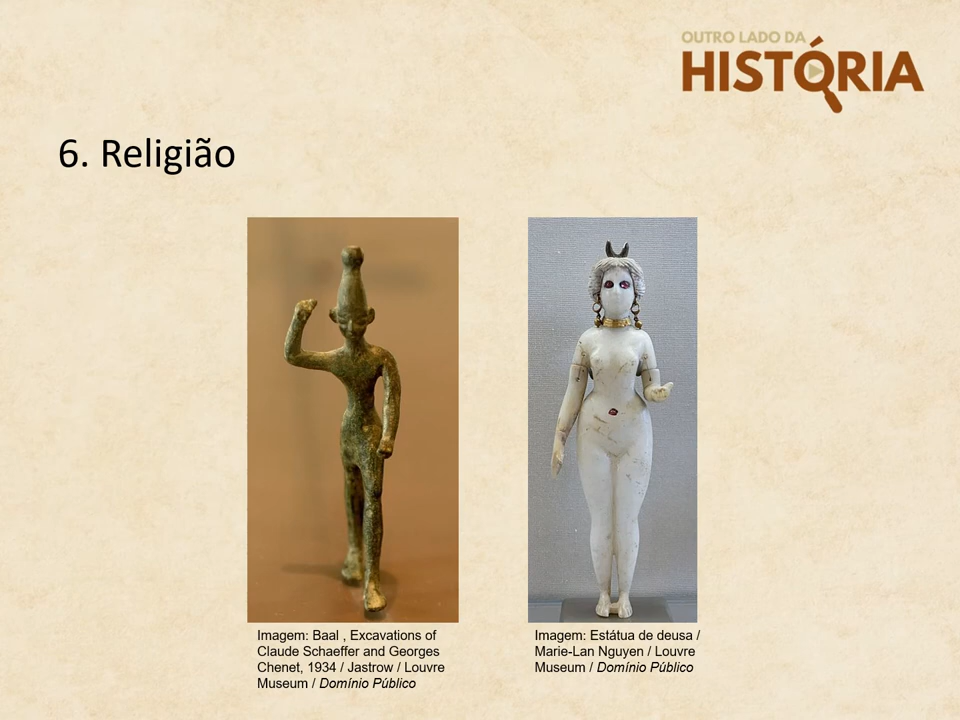 OUTRO LADO DA
HISTÓRIA
6. Religião
Imagem: Baal , Excavations of
Claude Schaeffer and Georges
Chenet, 1934 / Jastrow / Louvre
Museum / Domínio Público
Imagem: Estátua de deusa /
Marie-Lan Nguyen / Louvre
Museum / Domínio Público